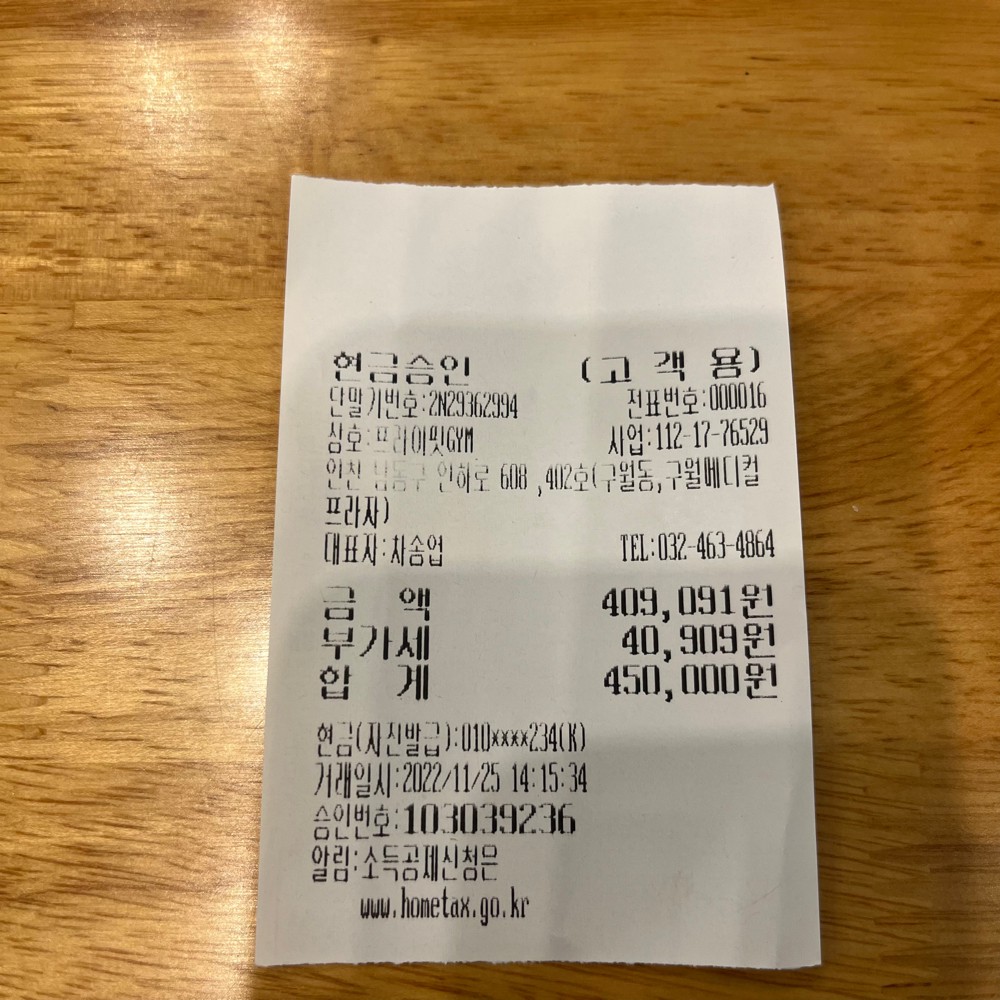 현금승인 (고 객 용)
단말기번호:2N29362994 전표번호:000016
상호:프라이밋GYM 사업:112-17-76529
인천 남동구 인하로 608 ,402호(구월동,구월메디컬
프라자)
대표자:차송업 TEL:032-463-4864
금 액 409,091원
부가세 40,909원
합 계 450,000원
현금(자진발급):010xxxx234(K)
거래일시:2022/11/25 14:15:34
승인번호:103039236
알림:소득공제신청은
www.hometax.go.kr